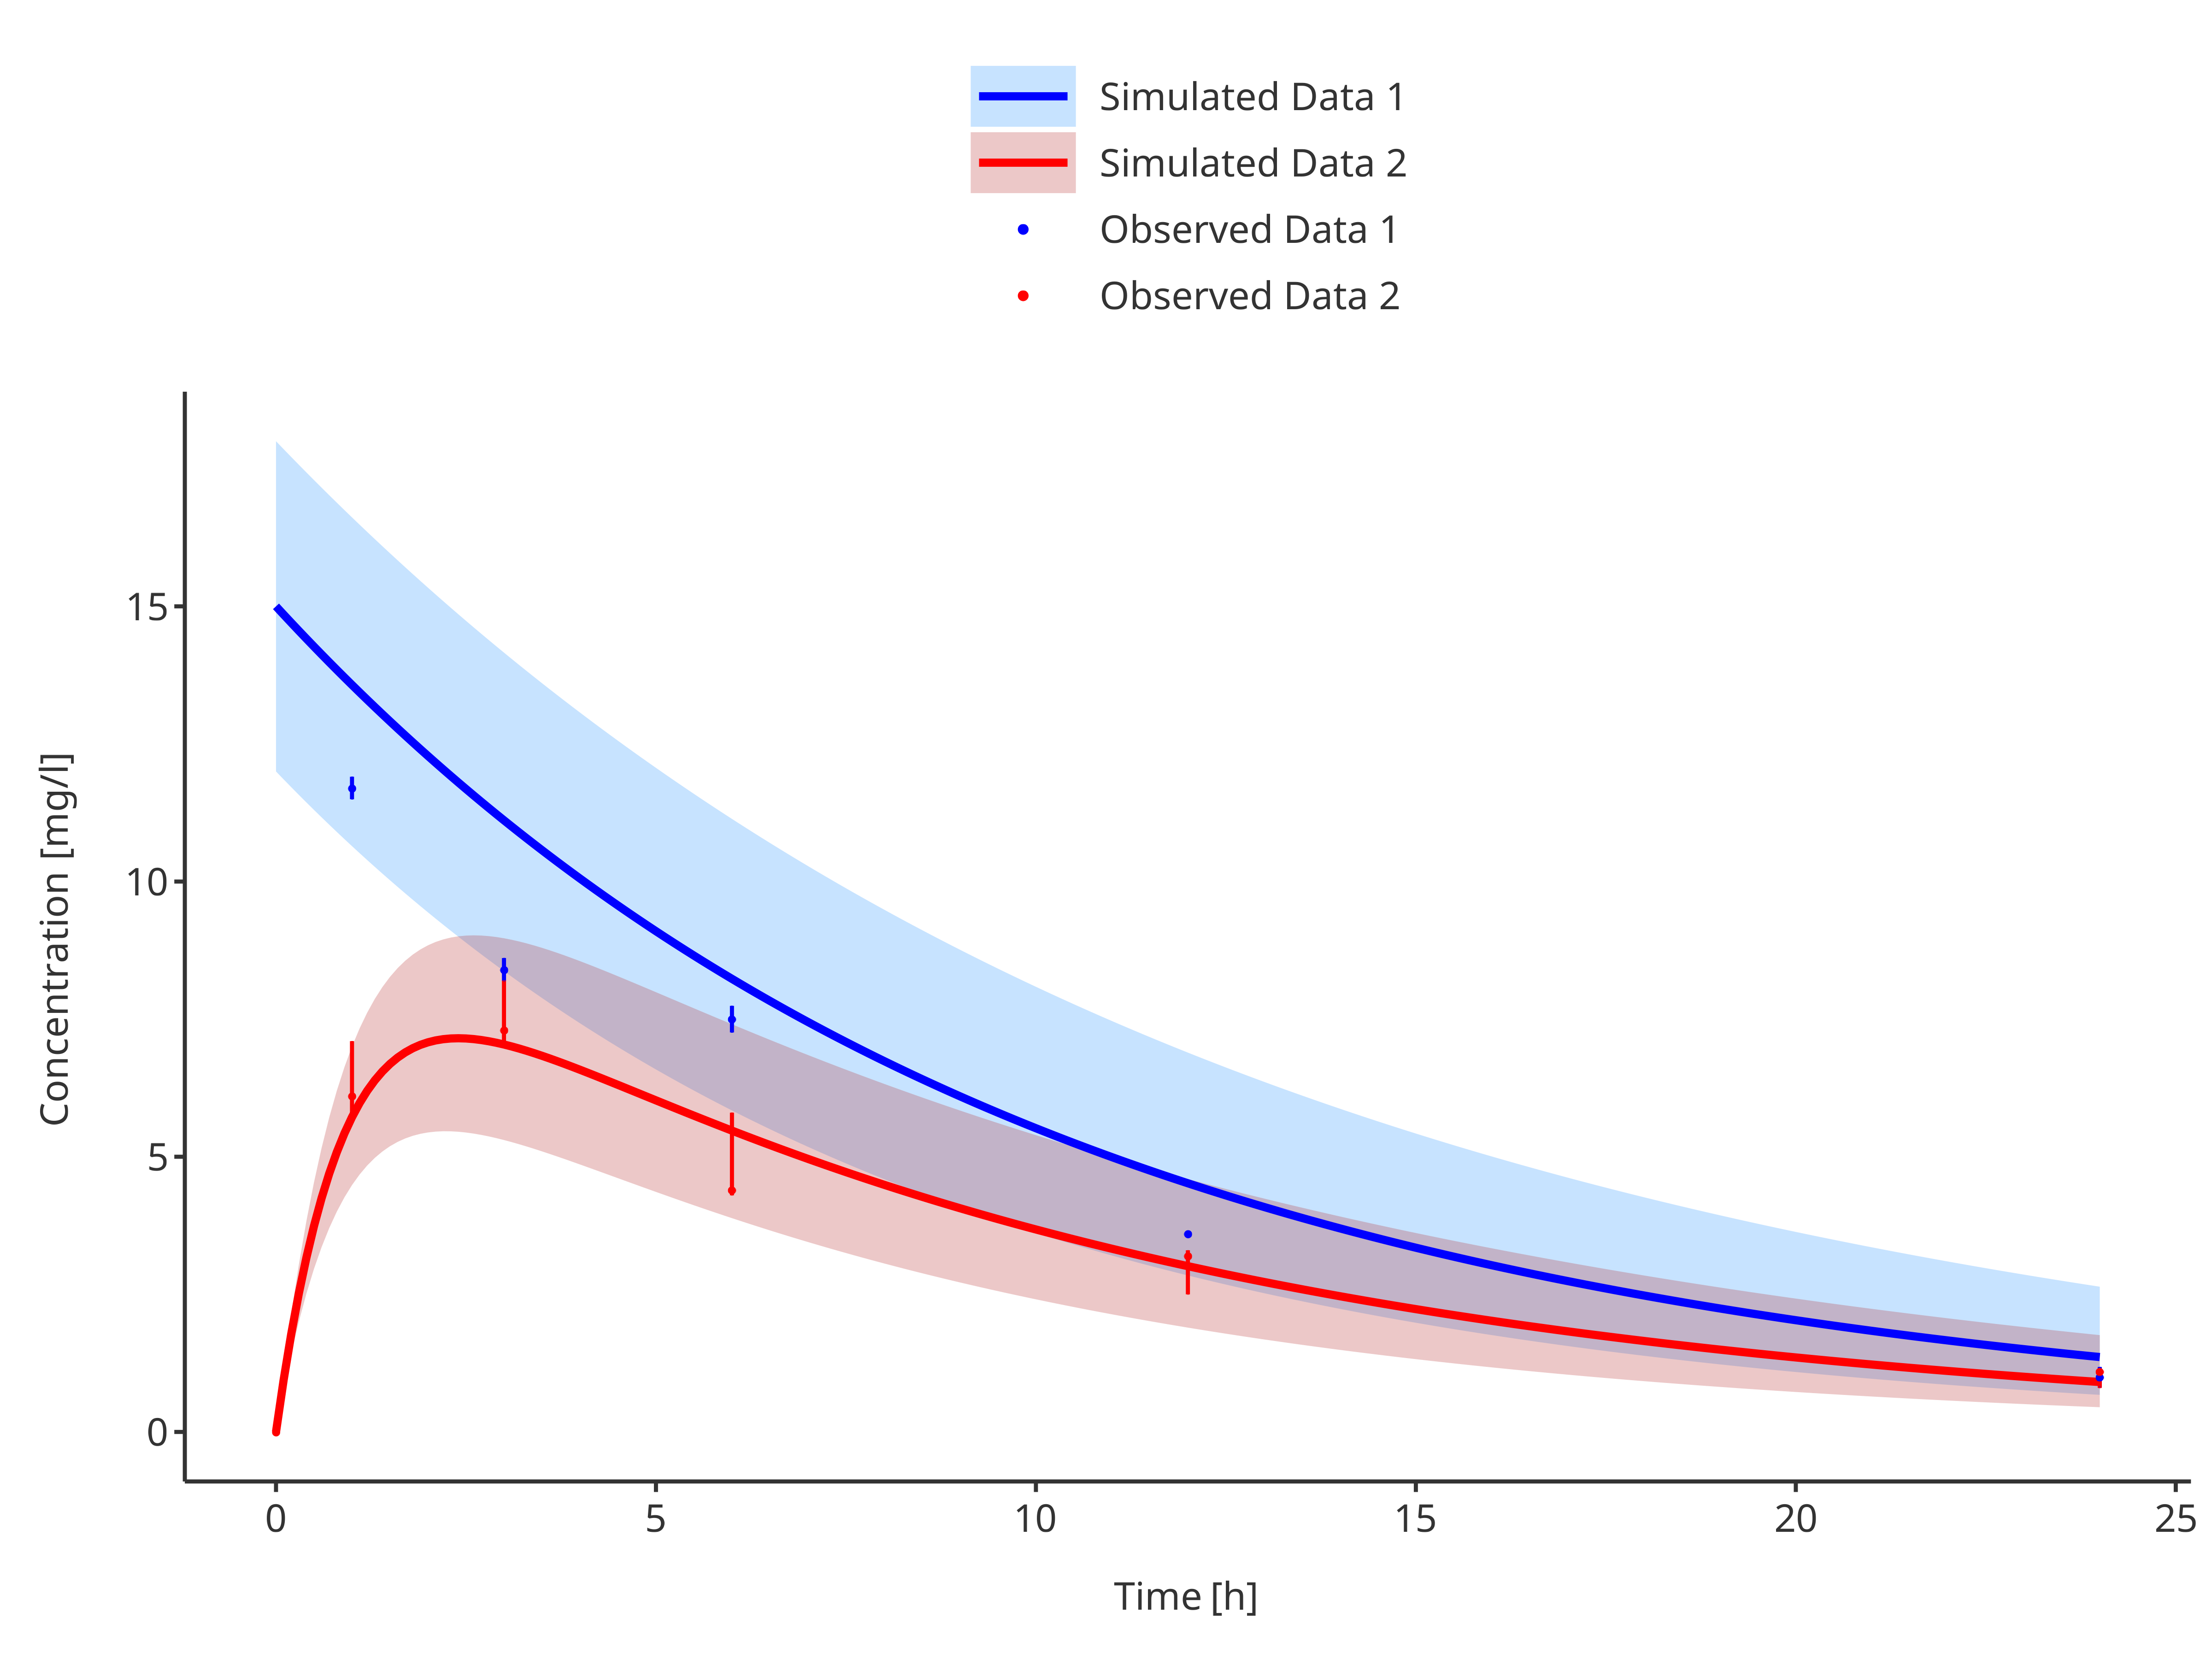 Simulated Data 1
Simulated Data 2
Observed Data 1
Observed Data 2
Concentration [mg/l]
15
10
5
0
0 5 10 15 20 25
Time [h]